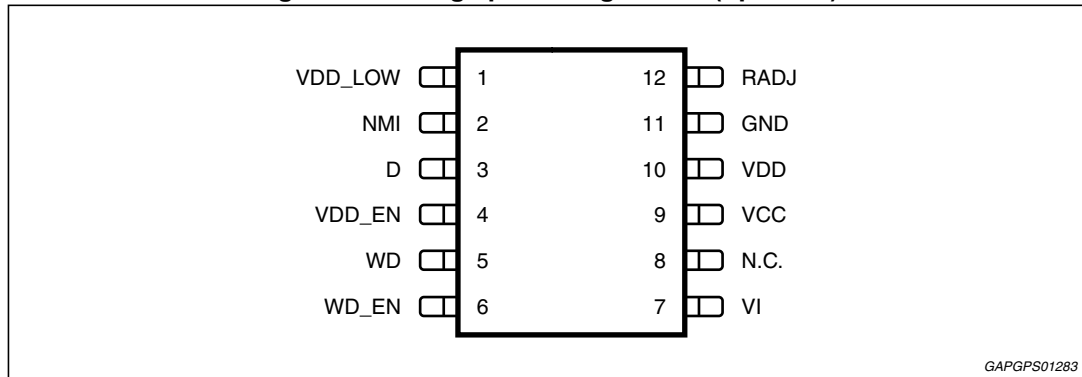 VDD_LOW 1 12 RADJ
NMI 2 11 GND
D 3 10 VDD
VDD_EN 4 9 VCC
WD 5 8 N.C.
WD_EN 6 7 VI
GAPGPS01283